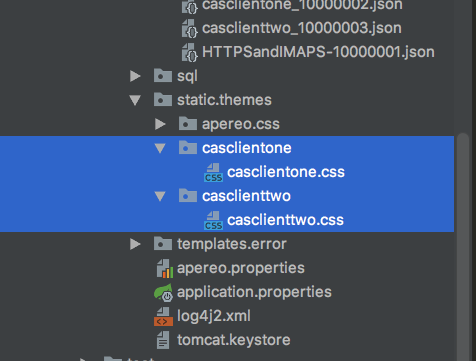 casclientone_10000002.json
casclienttwo_10000003.json
HTTPSandIMAPS-10000001.json
sql
static.themes
apereo.css
casclientone
casclientone.css
casclienttwo
casclienttwo.css
templates.error
apereo.properties
application.properties
log4j2.xml
tomcat.keystore